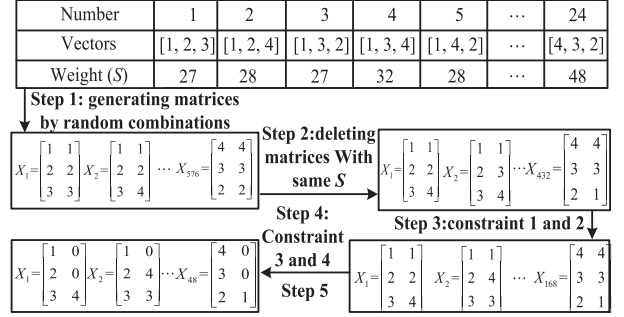 Number 1 2 3 4 5 ... 24
Vectors [1, 2, 3] [1, 2, 4] [1, 3, 2] [1, 3, 4] [1, 4, 2] ... [4, 3, 2]
Weight (S) 27 28 27 32 28 ... 48
Step 1: generating matrices
by random combinations
X1= [1 1 X2= [1 1 ... X576= [4 4
2 2 2 2 3 3
3 3] 3 4] 2 2]
Step 2:deleting
matrices With
same S
X1= [1 1 X2= [1 1 ...X432= [4 4
2 2 2 3 3 3
3 4] 3 4] 2 1]
Step 3:constraint 1 and 2
X1= [1 1 X2= [1 1 ... X168= [4 4
2 2 2 4 3 3
3 4] 3 3] 2 1]
Step 4:
Constraint
3 and 4
Step 5
X1= [1 0 X2= [1 0 ... X48= [4 0
2 0 2 4 3 0
3 4] 3 3] 2 1]